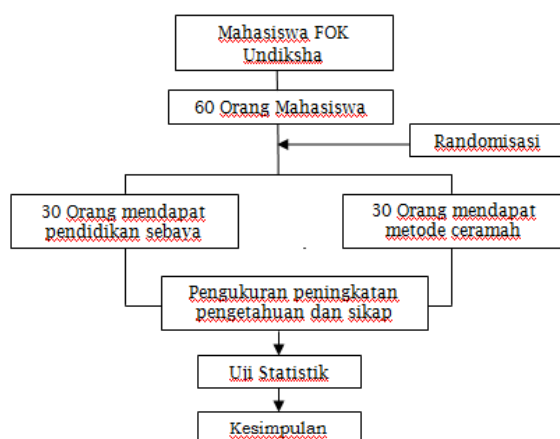 Mahasiswa FOK
Undiksha
60 Orang Mahasiswa
Randomisasi
30 Orang mendapat
pendidikan sebaya
30 Orang mendapat
metode ceramah
Pengukuran peningkatan
pengetahuan dan sikap
Uji Statistik
Kesimpulan